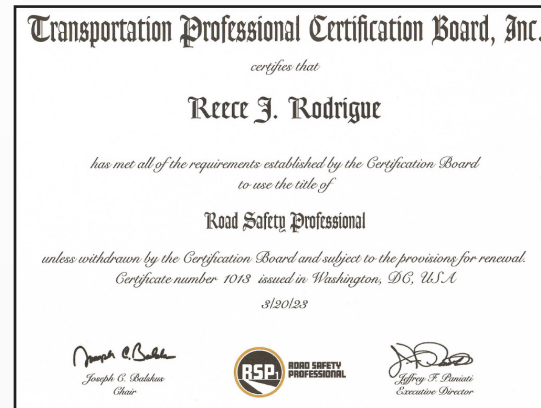 Transportation Professional Certification Board, Inc.
certifies that
Reece J. Rodrigue
has met all of the requirements established by the Certification Board
to use the title of
Road Safety Professional
unless withdrawn by the Certification Board and subject to the provisions for renewal.
Certificate number 1013 issued in Washington, DC, USA
3/20/23
Joseph C. Balskus
Chair
RSP1
ROAD SAFETY
PROFESSIONAL
Jeffrey F. Paniati
Executive Director